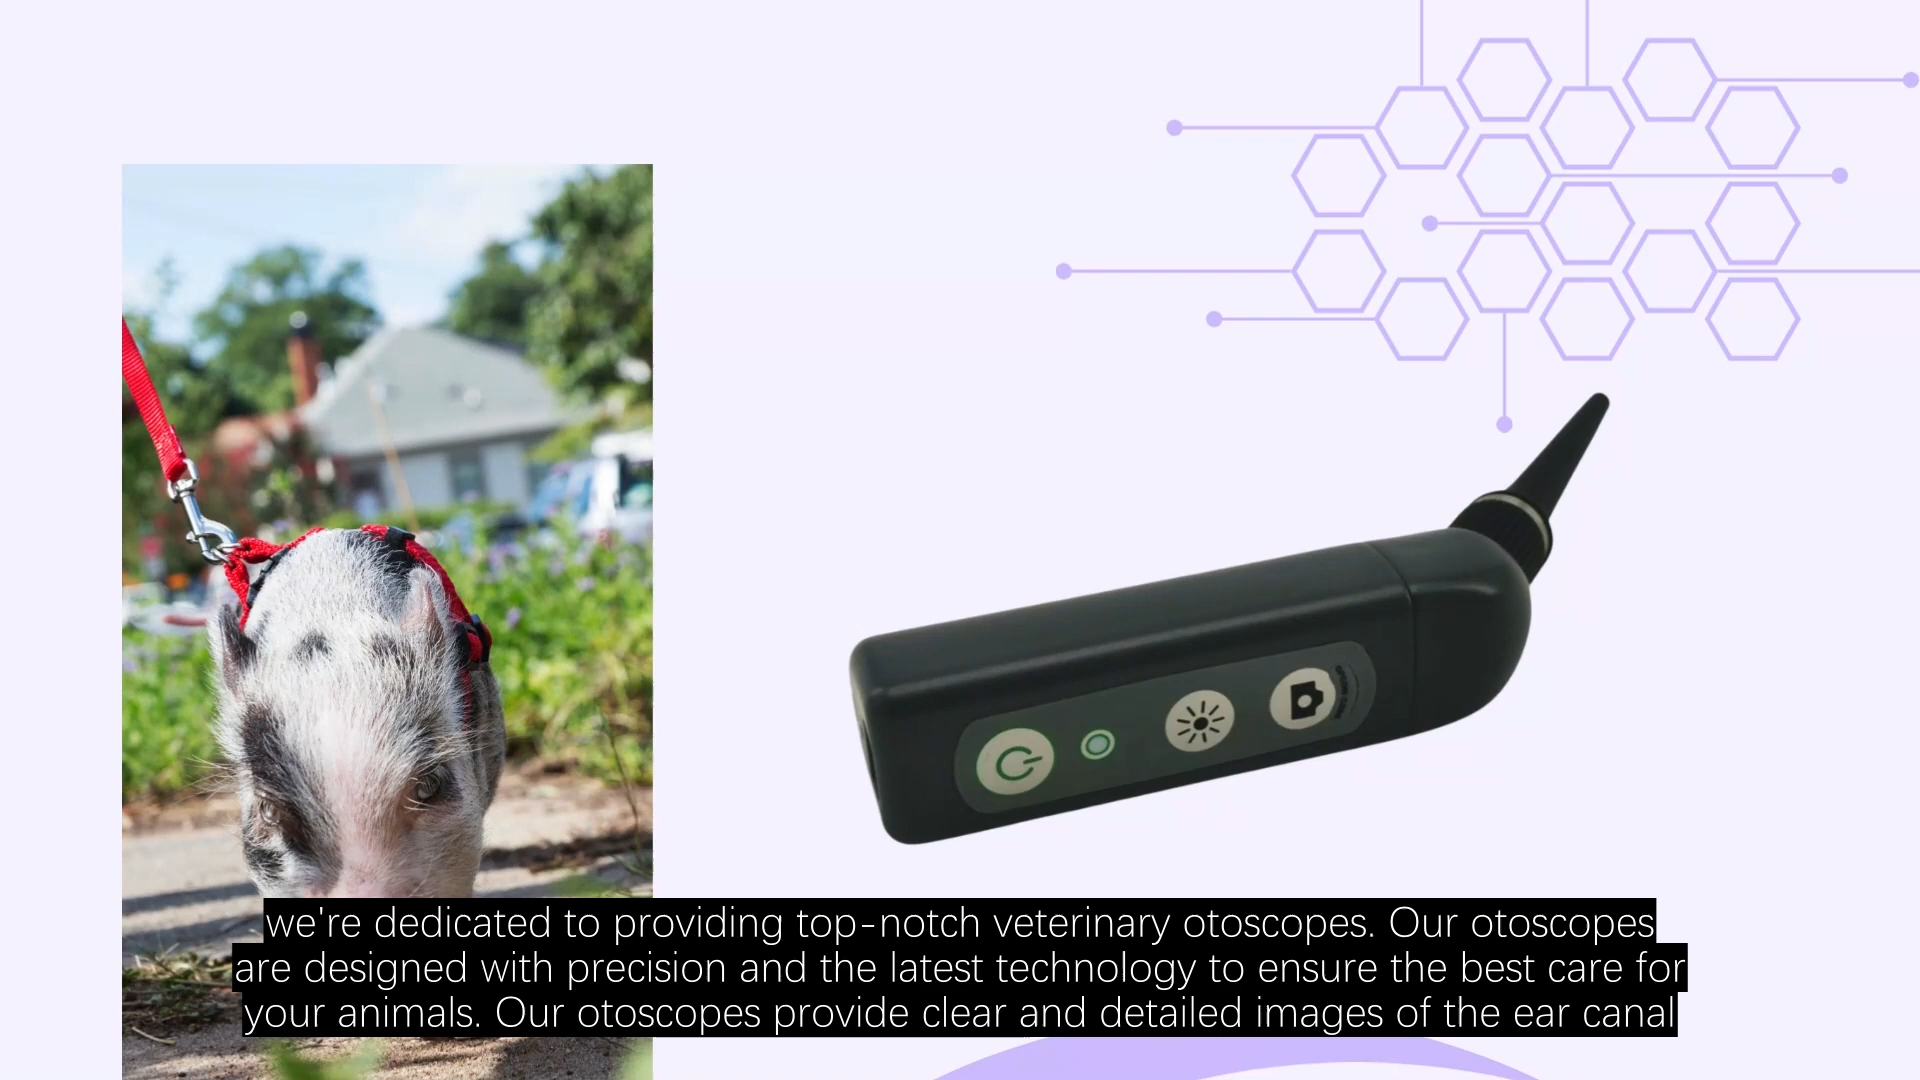 we're dedicated to providing top-notch veterinary otoscopes. Our otoscopes
are designed with precision and the latest technology to ensure the best care for
your animals. Our otoscopes provide clear and detailed images of the ear canal